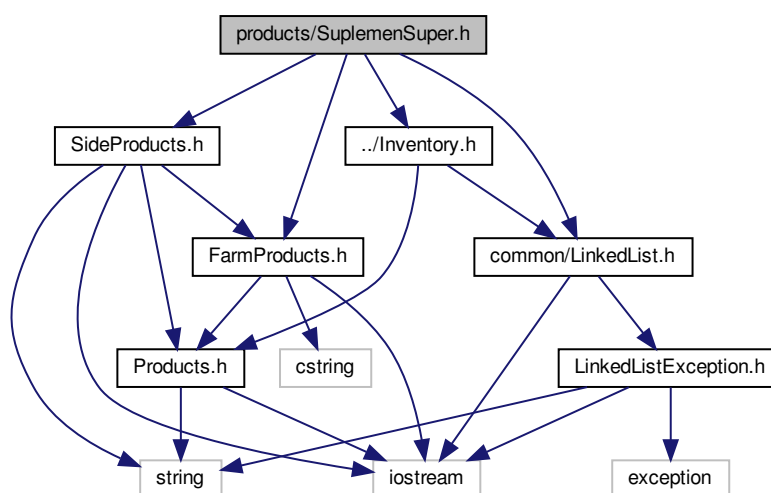 products/SuplemenSuper.h
SideProducts.h
../Inventory.h
FarmProducts.h
common/LinkedList.h
Products.h
cstring
LinkedListException.h
string
iostream
exception